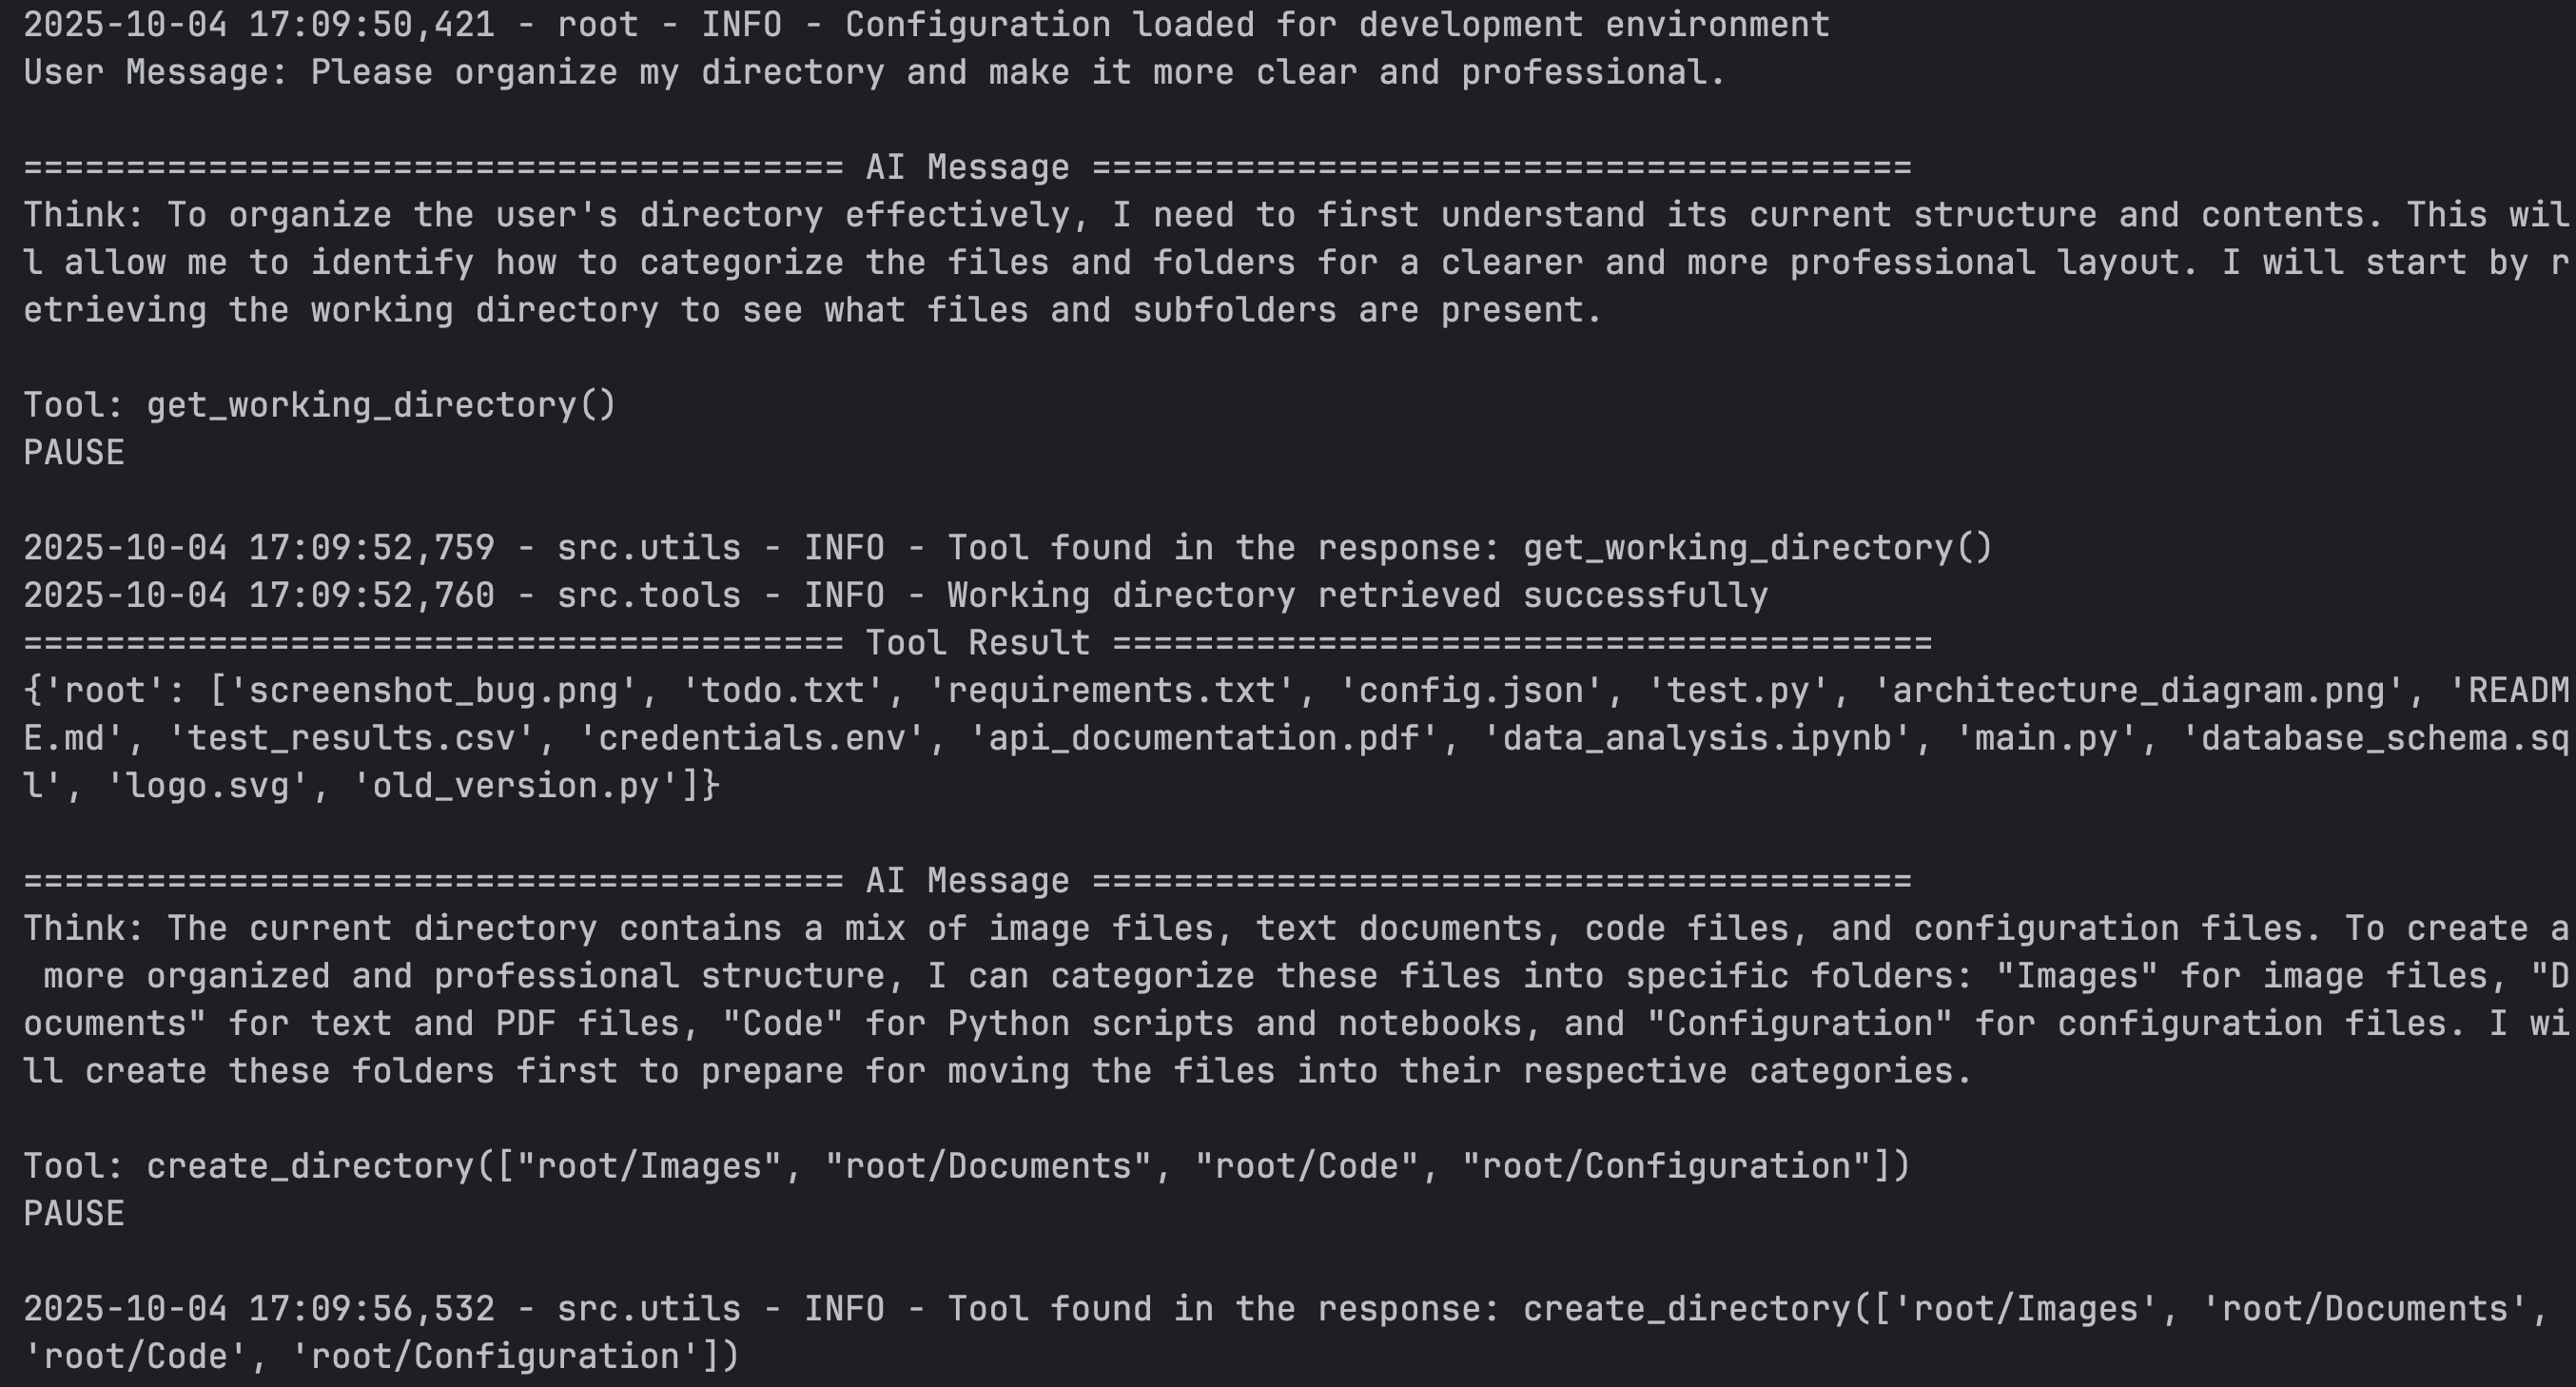 2025-10-04 17:09:50,421 - root - INFO - Configuration loaded for development environment
User Message: Please organize my directory and make it more clear and professional.
======================================== AI Message ========================================
Think: To organize the user's directory effectively, I need to first understand its current structure and contents. This wil
l allow me to identify how to categorize the files and folders for a clearer and more professional layout. I will start by r
etrieving the working directory to see what files and subfolders are present.
Tool: get_working_directory()
PAUSE
2025-10-04 17:09:52,759 - src.utils - INFO - Tool found in the response: get_working_directory()
2025-10-04 17:09:52,760 - src.tools - INFO - Working directory retrieved successfully
======================================== Tool Result ========================================
{'root': ['screenshot_bug.png', 'todo.txt', 'requirements.txt', 'config.json', 'test.py', 'architecture_diagram.png', 'READM
E.md', 'test_results.csv', 'credentials.env', 'api_documentation.pdf', 'data_analysis.ipynb', 'main.py', 'database_schema.sq
l', 'logo.svg', 'old_version.py']}
======================================== AI Message ========================================
Think: The current directory contains a mix of image files, text documents, code files, and configuration files. To create a
 more organized and professional structure, I can categorize these files into specific folders: "Images" for image files, "D
ocuments" for text and PDF files, "Code" for Python scripts and notebooks, and "Configuration" for configuration files. I wi
ll create these folders first to prepare for moving the files into their respective categories.
Tool: create_directory(["root/Images", "root/Documents", "root/Code", "root/Configuration"])
PAUSE
2025-10-04 17:09:56,532 - src.utils - INFO - Tool found in the response: create_directory(['root/Images', 'root/Documents',
'root/Code', 'root/Configuration'])